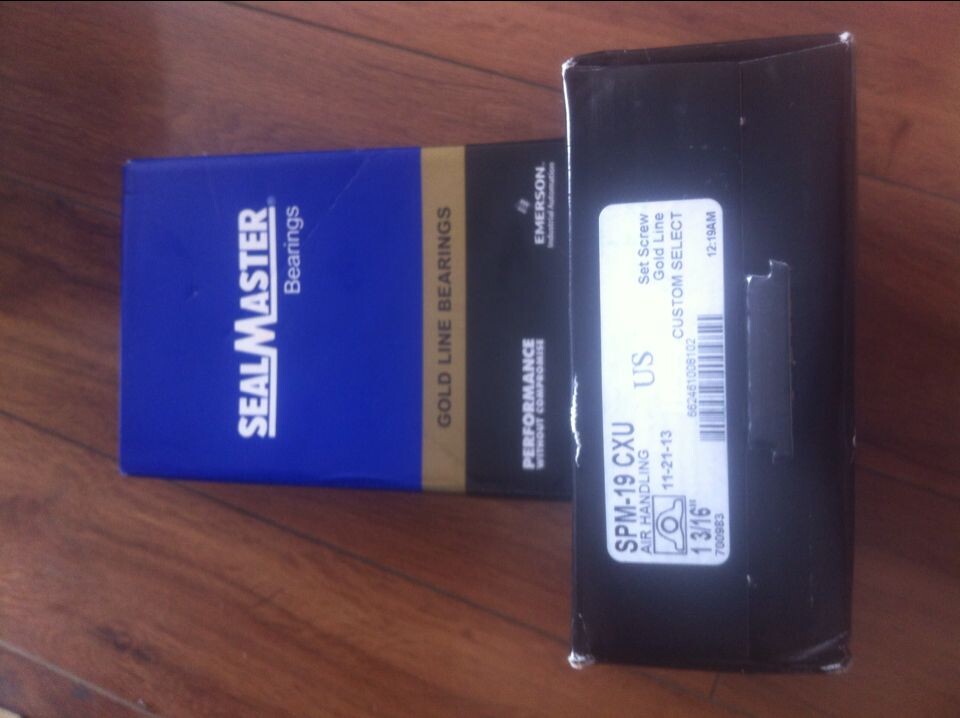 SEALMASTER®
Bearings
GOLD LINE BEARINGS
PERFORMANCE
WITHOUT COMPROMISE
EMERSON.
Industrial Automation
SPM-19 CXU
AIR HANDLING
US
Set Screw
Gold Line
11-21-13
CUSTOM SELECT
662461008102
1 3/16"
700983
12:19AM